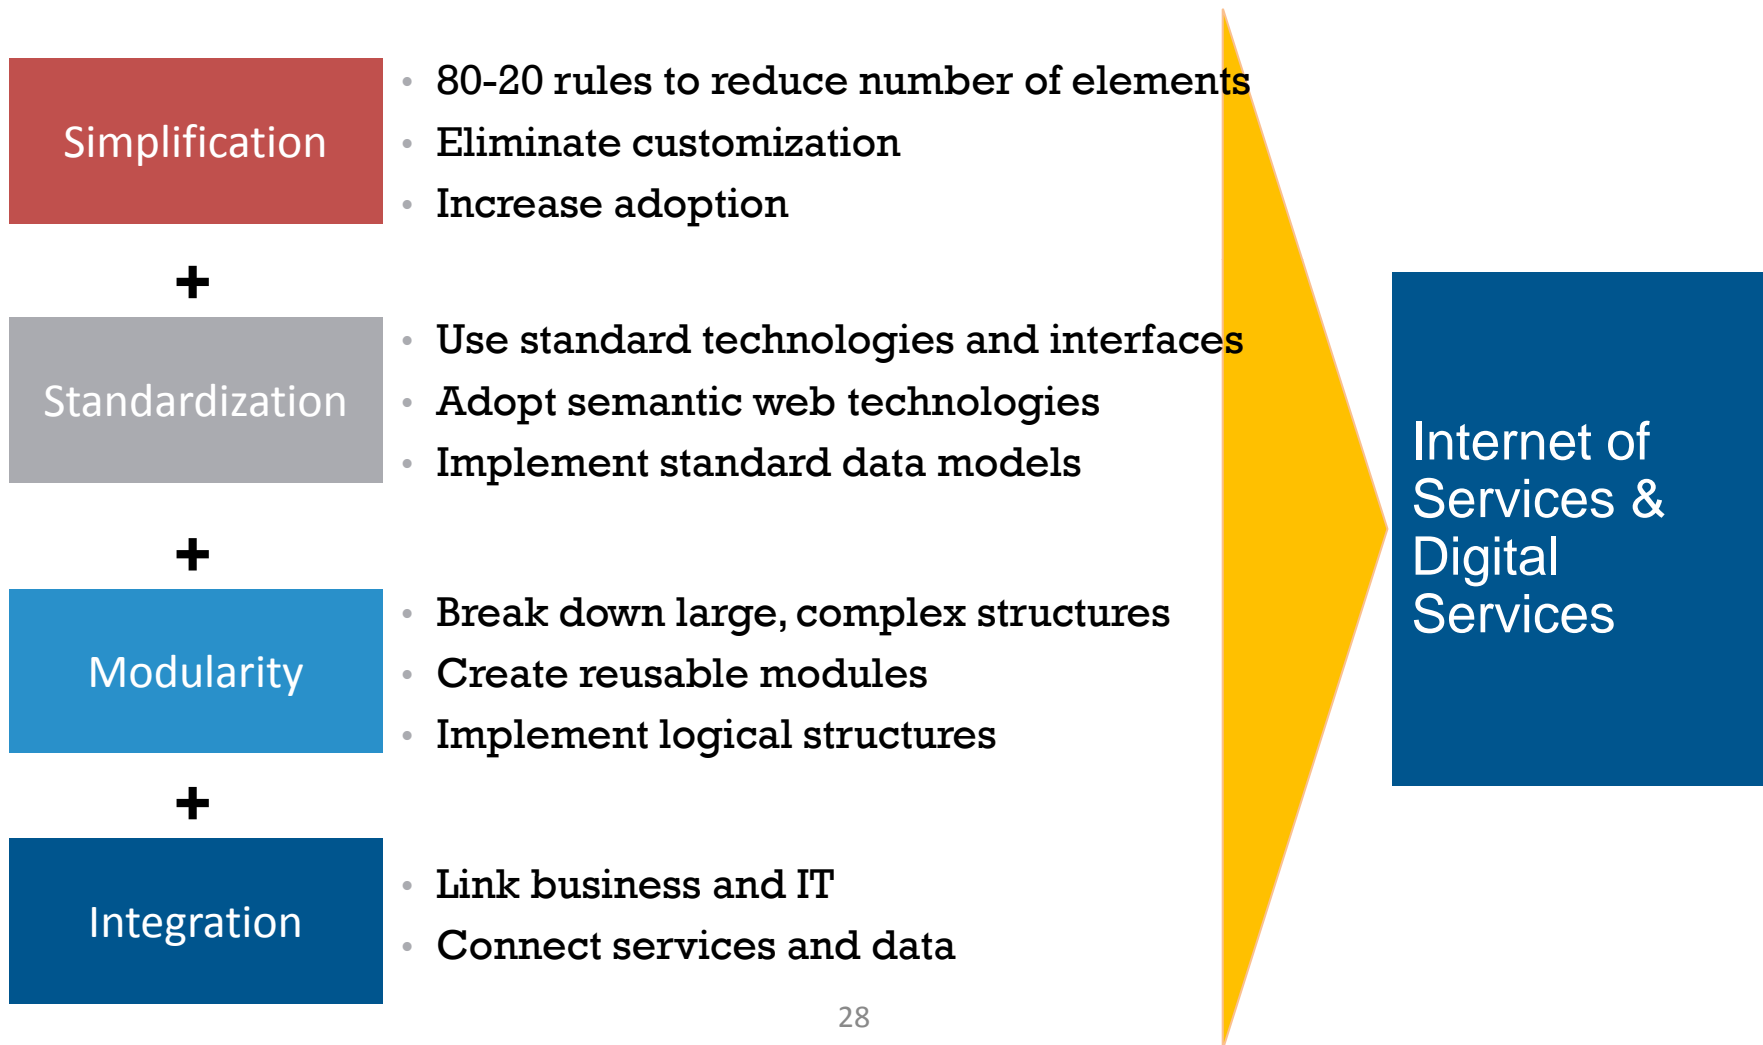 Simplification
• 80-20 rules to reduce number of elements
• Eliminate customization
• Increase adoption
+
Standardization
• Use standard technologies and interfaces
• Adopt semantic web technologies
• Implement standard data models
+
Modularity
• Break down large, complex structures
• Create reusable modules
• Implement logical structures
+
Integration
• Link business and IT
• Connect services and data
Internet of
Services &
Digital
Services
28